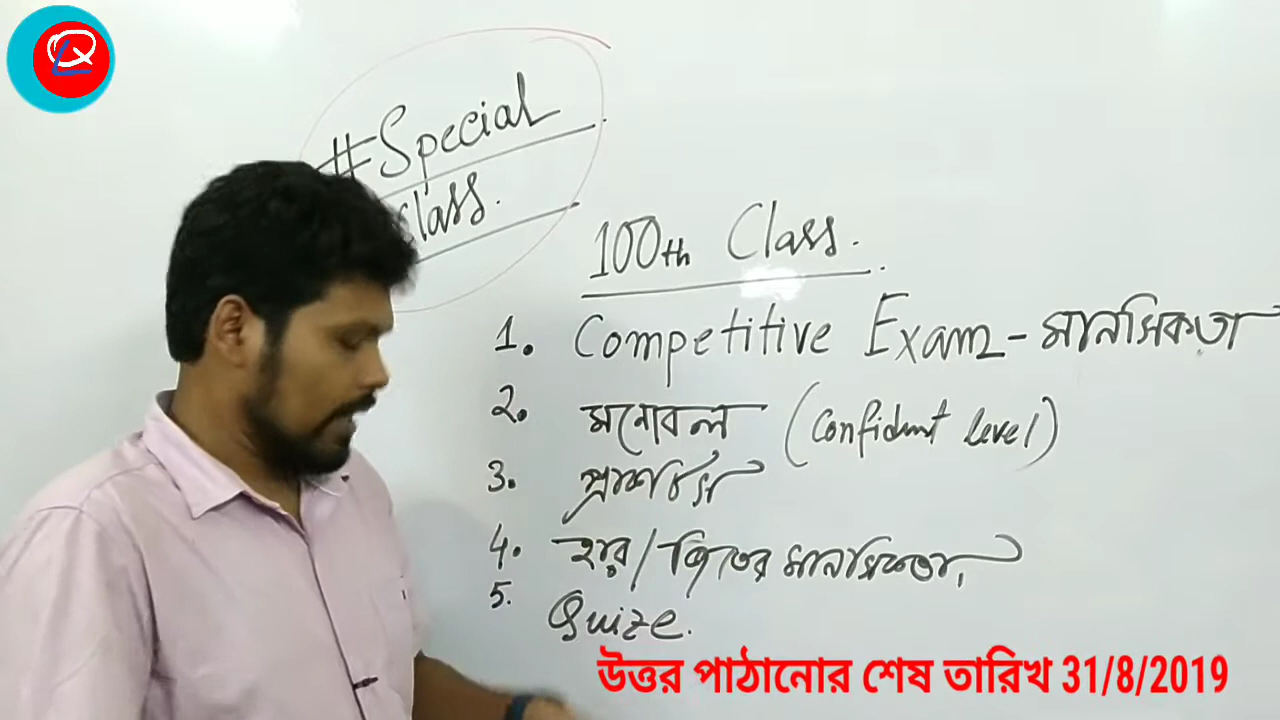 #Special
Class.
100th Class.
1. Competitive Exam - মানসিকতা
2. মনোবল (Confident level)
3.
4. হার / জিতের মানসিকতা,
5. Quize.
উত্তর পাঠানোর শেষ তারিখ 31/8/2019